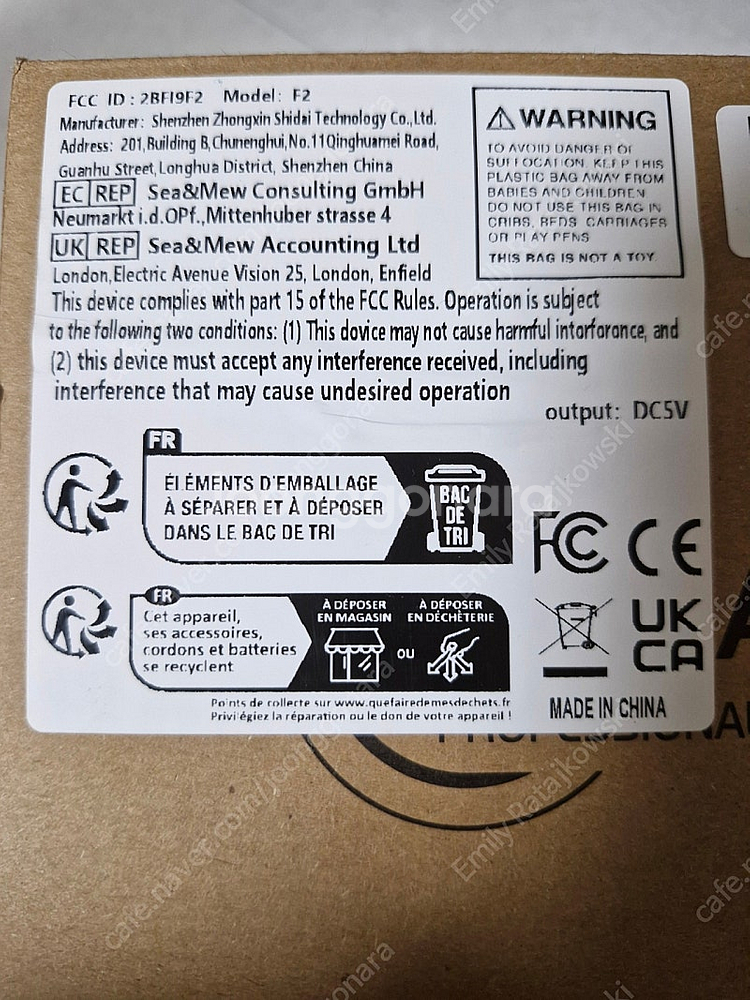 FCC ID : 2BFI9F2 Model: F2
Manufacturer: Shenzhen Zhongxin Shidai Technology Co.,Ltd.
Address: 201,Building B,Chunenghui,No.11Qinghuamei Road,
Guanhu Street,Longhua District, Shenzhen China
EC REP Sea&Mew Consulting GmbH
Neumarkt i.d.OPf.,Mittenhuber strasse 4
UK REP Sea&Mew Accounting Ltd
London,Electric Avenue Vision 25, London, Enfield
This device complies with part 15 of the FCC Rules. Operation is subject
to the following two conditions: (1) This dovice may not cause harmful intorforonce, and
(2) this device must accept any interference received, including
interference that may cause undesired operation
output: DC5V
WARNING
TO AVOID DANGER OF
SUFFOCATION, KEEP THIS
PLASTIC BAG AWAY FROM
BABIES AND CHILDREN.
DO NOT USE THIS BAG IN
CRIBS, BEDS, CARRIAGES
OR PLAY PENS.
THIS BAG IS NOT A TOY.
FR
ÉLÉMENTS D'EMBALLAGE
À SÉPARER ET À DÉPOSER
DANS LE BAC DE TRI
BAC
DE
TRI
FC CE
FR
Cet appareil,
ses accessoires,
cordons et batteries
se recyclent
À DÉPOSER
EN MAGASIN
OU
À DÉPOSER
EN DÉCHÈTERIE
UK
CA
Points de collecte sur www.quefairedemesdechets.fr
Privilégiez la réparation ou le don de votre appareil !
MADE IN CHINA
joongonara
cafe.naver.com/joongonara
Emily Ratajkowski